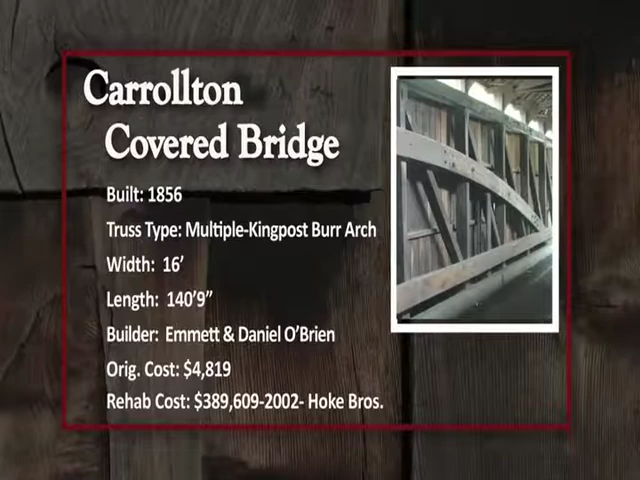 Carrollton
Covered Bridge
Built: 1856
Truss Type: Multiple-Kingpost Burr Arch
Width: 16’
Length: 140’9”
Builder: Emmett & Daniel O’Brien
Orig. Cost: $4,819
Rehab Cost: $389,609-2002- Hoke Bros.